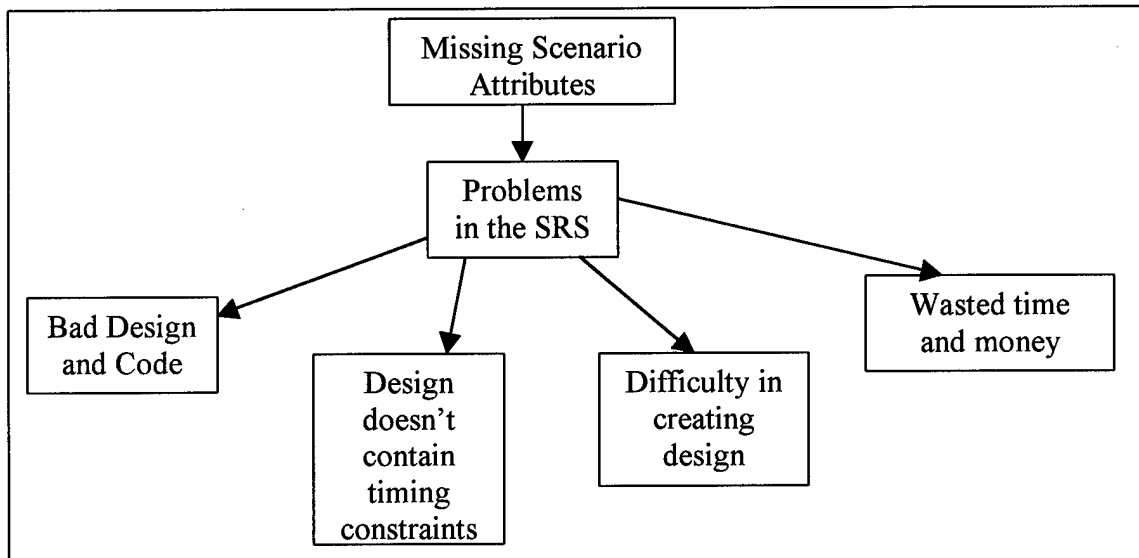 Missing Scenario
Attributes
Problems
in the SRS
Bad Design
and Code
Design
doesn't
contain
timing
constraints
Difficulty in
creating
design
Wasted time
and money